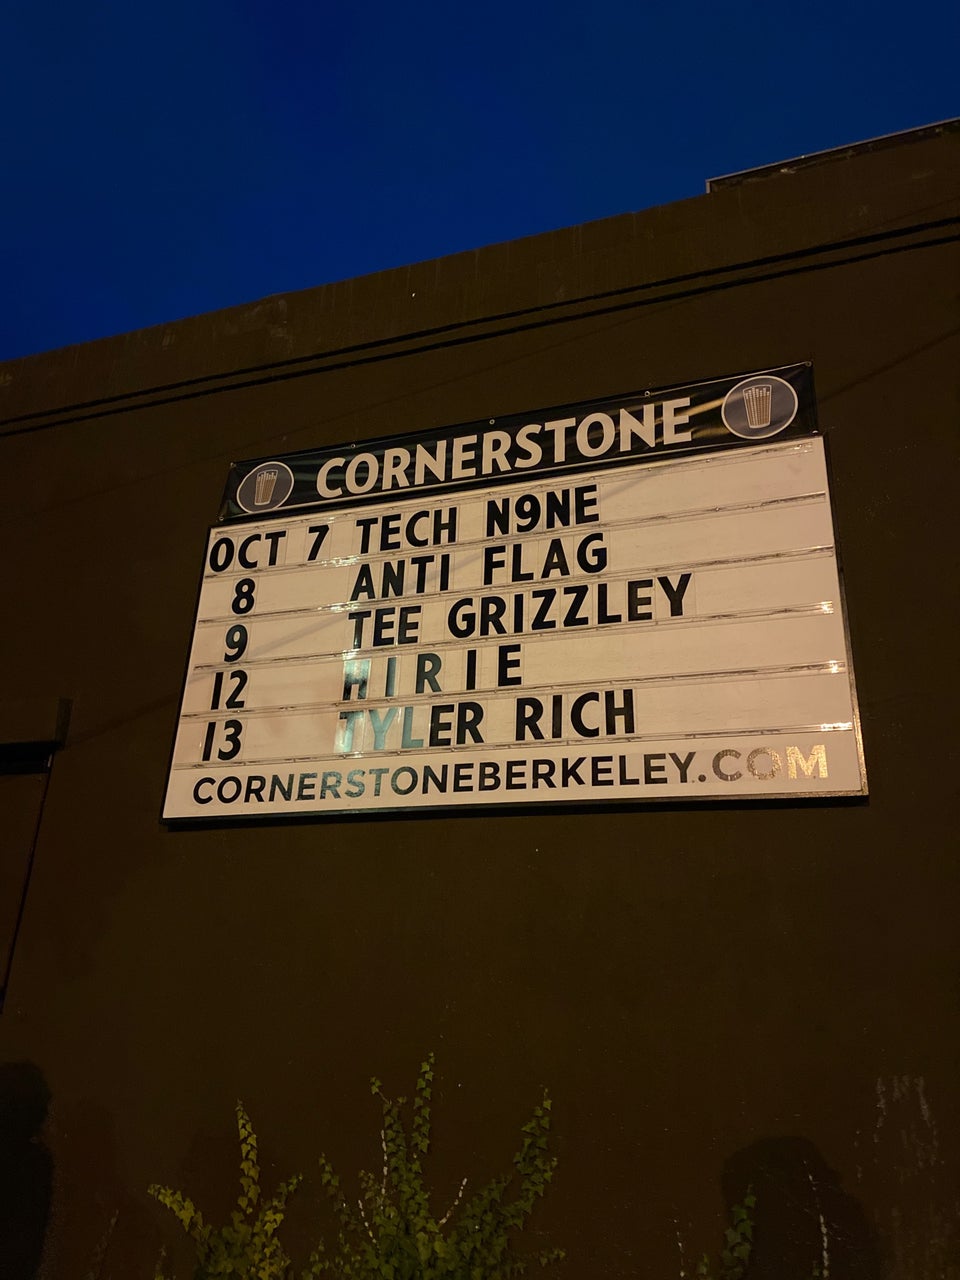 CORNERSTONE
OCT 7 TECH N9NE
8 ANTI FLAG
9 TEE GRIZZLEY
12 HIRIE
13 TYLER RICH
CORNERSTONEBERKELEY.COM